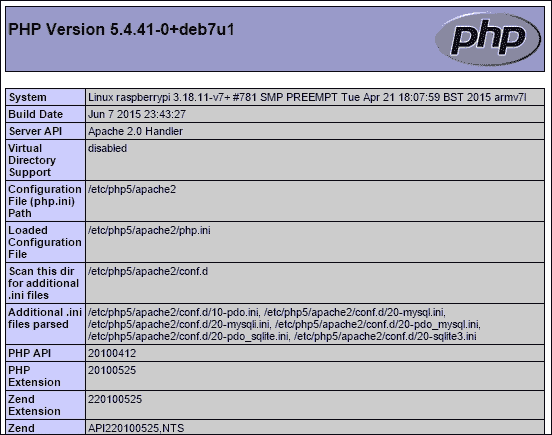 PHP Version 5.4.41-0+deb7u1
php
System Linux raspberrypi 3.18.11-v7+ #781 SMP PREEMPT Tue Apr 21 18:07:59 BST 2015 armv7l
Build Date Jun 7 2015 23:43:27
Server API Apache 2.0 Handler
Virtual disabled
Directory
Support
Configuration /etc/php5/apache2
File (php.ini)
Path
Loaded /etc/php5/apache2/php.ini
Configuration
File
Scan this dir /etc/php5/apache2/conf.d
for additional
.ini files
Additional .ini /etc/php5/apache2/conf.d/10-pdo.ini, /etc/php5/apache2/conf.d/20-mysql.ini,
files parsed /etc/php5/apache2/conf.d/20-mysqli.ini, /etc/php5/apache2/conf.d/20-pdo_mysql.ini,
/etc/php5/apache2/conf.d/20-pdo_sqlite.ini, /etc/php5/apache2/conf.d/20-sqlite3.ini
PHP API 20100412
PHP 20100525
Extension
Zend 220100525
Extension
Zend API220100525,NTS